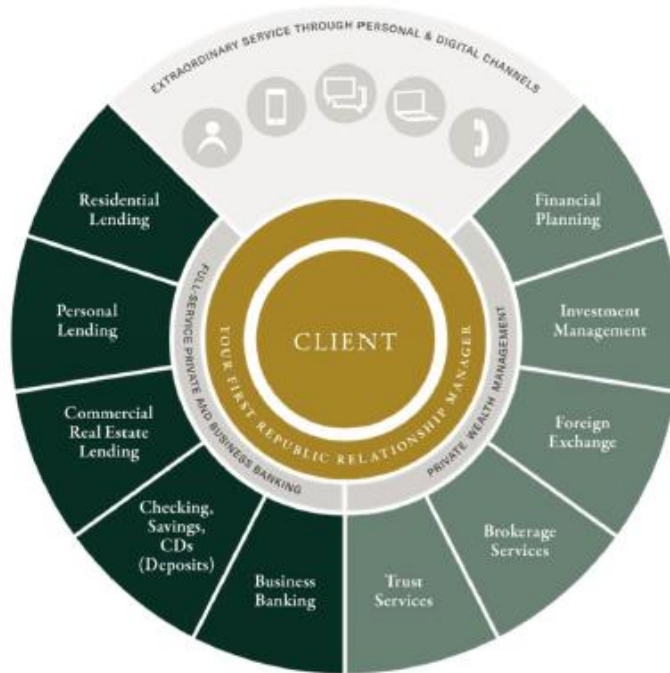 EXTRAORDINARY SERVICE THROUGH PERSONAL & DIGITAL CHANNELS
Residential
Lending
Personal
Lending
Commercial
Real Estate
Lending
Checking,
Savings,
CDs
(Deposits)
Business
Banking
Trust
Services
Brokerage
Services
Foreign
Exchange
Investment
Management
Financial
Planning
FULL-SERVICE PRIVATE AND BUSINESS BANKING
PRIVATE WEALTH MANAGEMENT
YOUR FIRST REPUBLIC RELATIONSHIP MANAGER
CLIENT